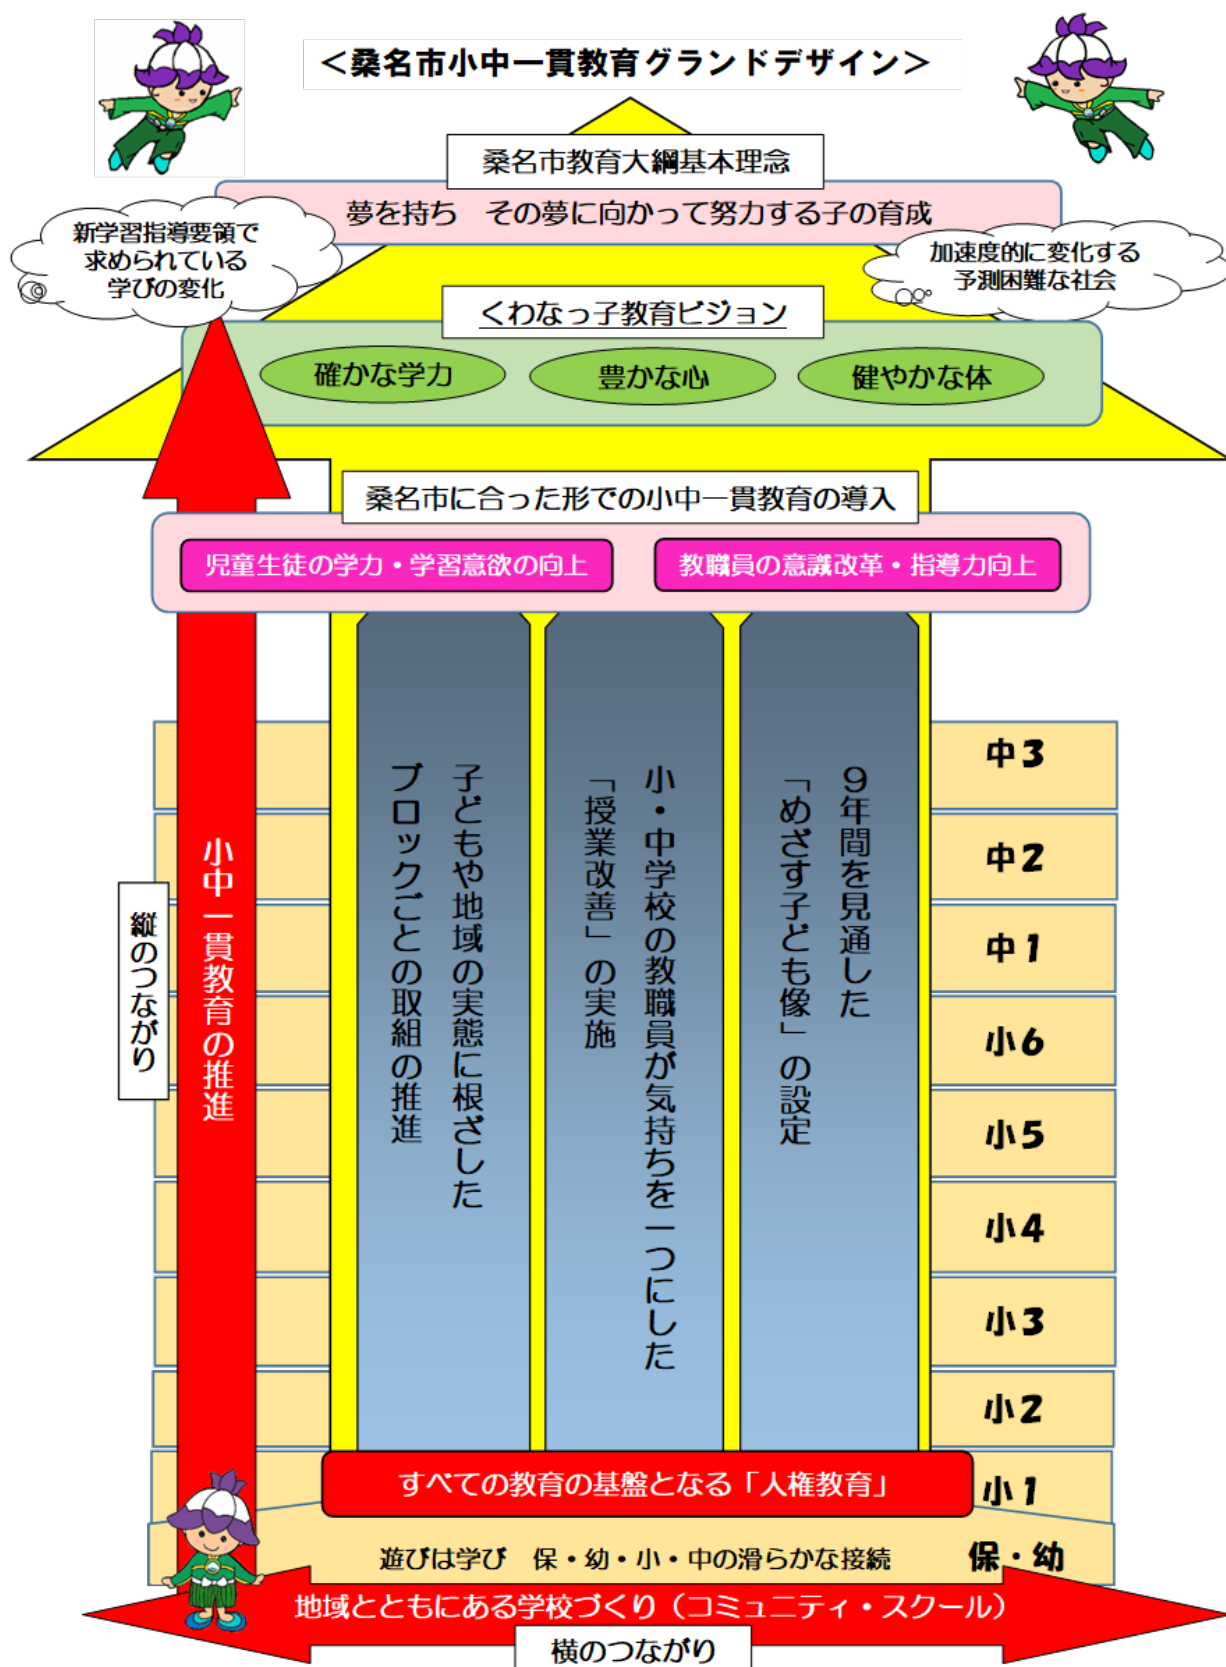 ＜桑名市小中一貫教育グランドデザイン＞
桑名市教育大綱基本理念
夢を持ち　その夢に向かって努力する子の育成
新学習指導要領で
求められている
学びの変化
加速度的に変化する
予測困難な社会
くわなっ子教育ビジョン
確かな学力
豊かな心
健やかな体
桑名市に合った形での小中一貫教育の導入
児童生徒の学力・学習意欲の向上
教職員の意識改革・指導力向上
9年間を見通した
「めざす子ども像」の設定
小・中学校の教職員が気持ちを一つにした
「授業改善」の実施
子どもや地域の実態に根ざした
ブロックごとの取組の推進
小中一貫教育の推進
縦のつながり
中3
中2
中1
小6
小5
小4
小3
小2
小1
すべての教育の基盤となる「人権教育」
遊びは学び　保・幼・小・中の滑らかな接続
保・幼
地域とともにある学校づくり（コミュニティ・スクール）
横のつながり